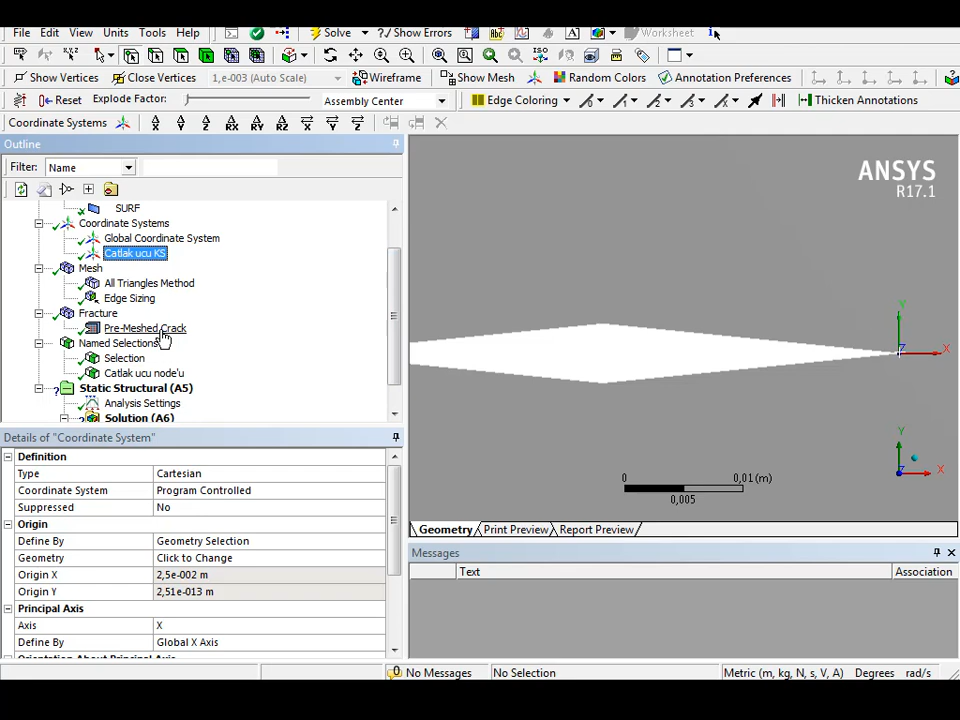 File Edit View Units Tools Help Solve Show Errors Worksheet i
Show Vertices Close Vertices 1,e-003 (Auto Scale) Wireframe Show Mesh Random Colors Annotation Preferences
Reset Explode Factor: Assembly Center Edge Coloring Thicken Annotations
Coordinate Systems X Y Z RX RY RZ X Y Z
Outline
Filter: Name
SURF
Coordinate Systems
Global Coordinate System
Catlak ucu KS
Mesh
All Triangles Method
Edge Sizing
Fracture
Pre-Meshed Crack
Named Selections
Selection
Catlak ucu node'u
Static Structural (A5)
Analysis Settings
Solution (A6)
Details of "Coordinate System"
Definition
Type Cartesian
Coordinate System Program Controlled
Suppressed No
Origin
Define By Geometry Selection
Geometry Click to Change
Origin X 2,5e-002 m
Origin Y 2,51e-013 m
Principal Axis
Axis X
Define By Global X Axis
Orientation About Principal Axis
ANSYS
R17.1
Y
Z X
Y
Z X
0 0,01 (m)
0,005
Geometry Print Preview Report Preview
Messages
Text Association
0 No Messages No Selection Metric (m, kg, N, s, V, A) Degrees rad/s